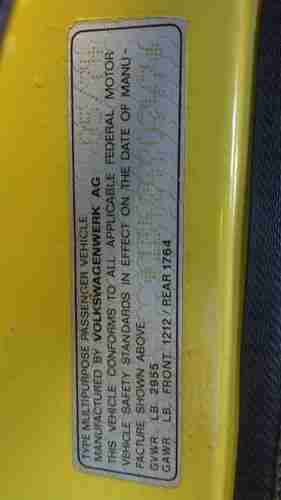 TYPE MULTIPURPOSE PASSENGER VEHICLE
MANUFACTURED BY VOLKSWAGENWERK AG
THIS VEHICLE CONFORMS TO ALL APPLICABLE FEDERAL MOTOR
VEHICLE SAFETY STANDARDS IN EFFECT ON THE DATE OF MANU-
FACTURE SHOWN ABOVE.
GVWR LB 2955
GAWR LB. FRONT 1212 / REAR 1764